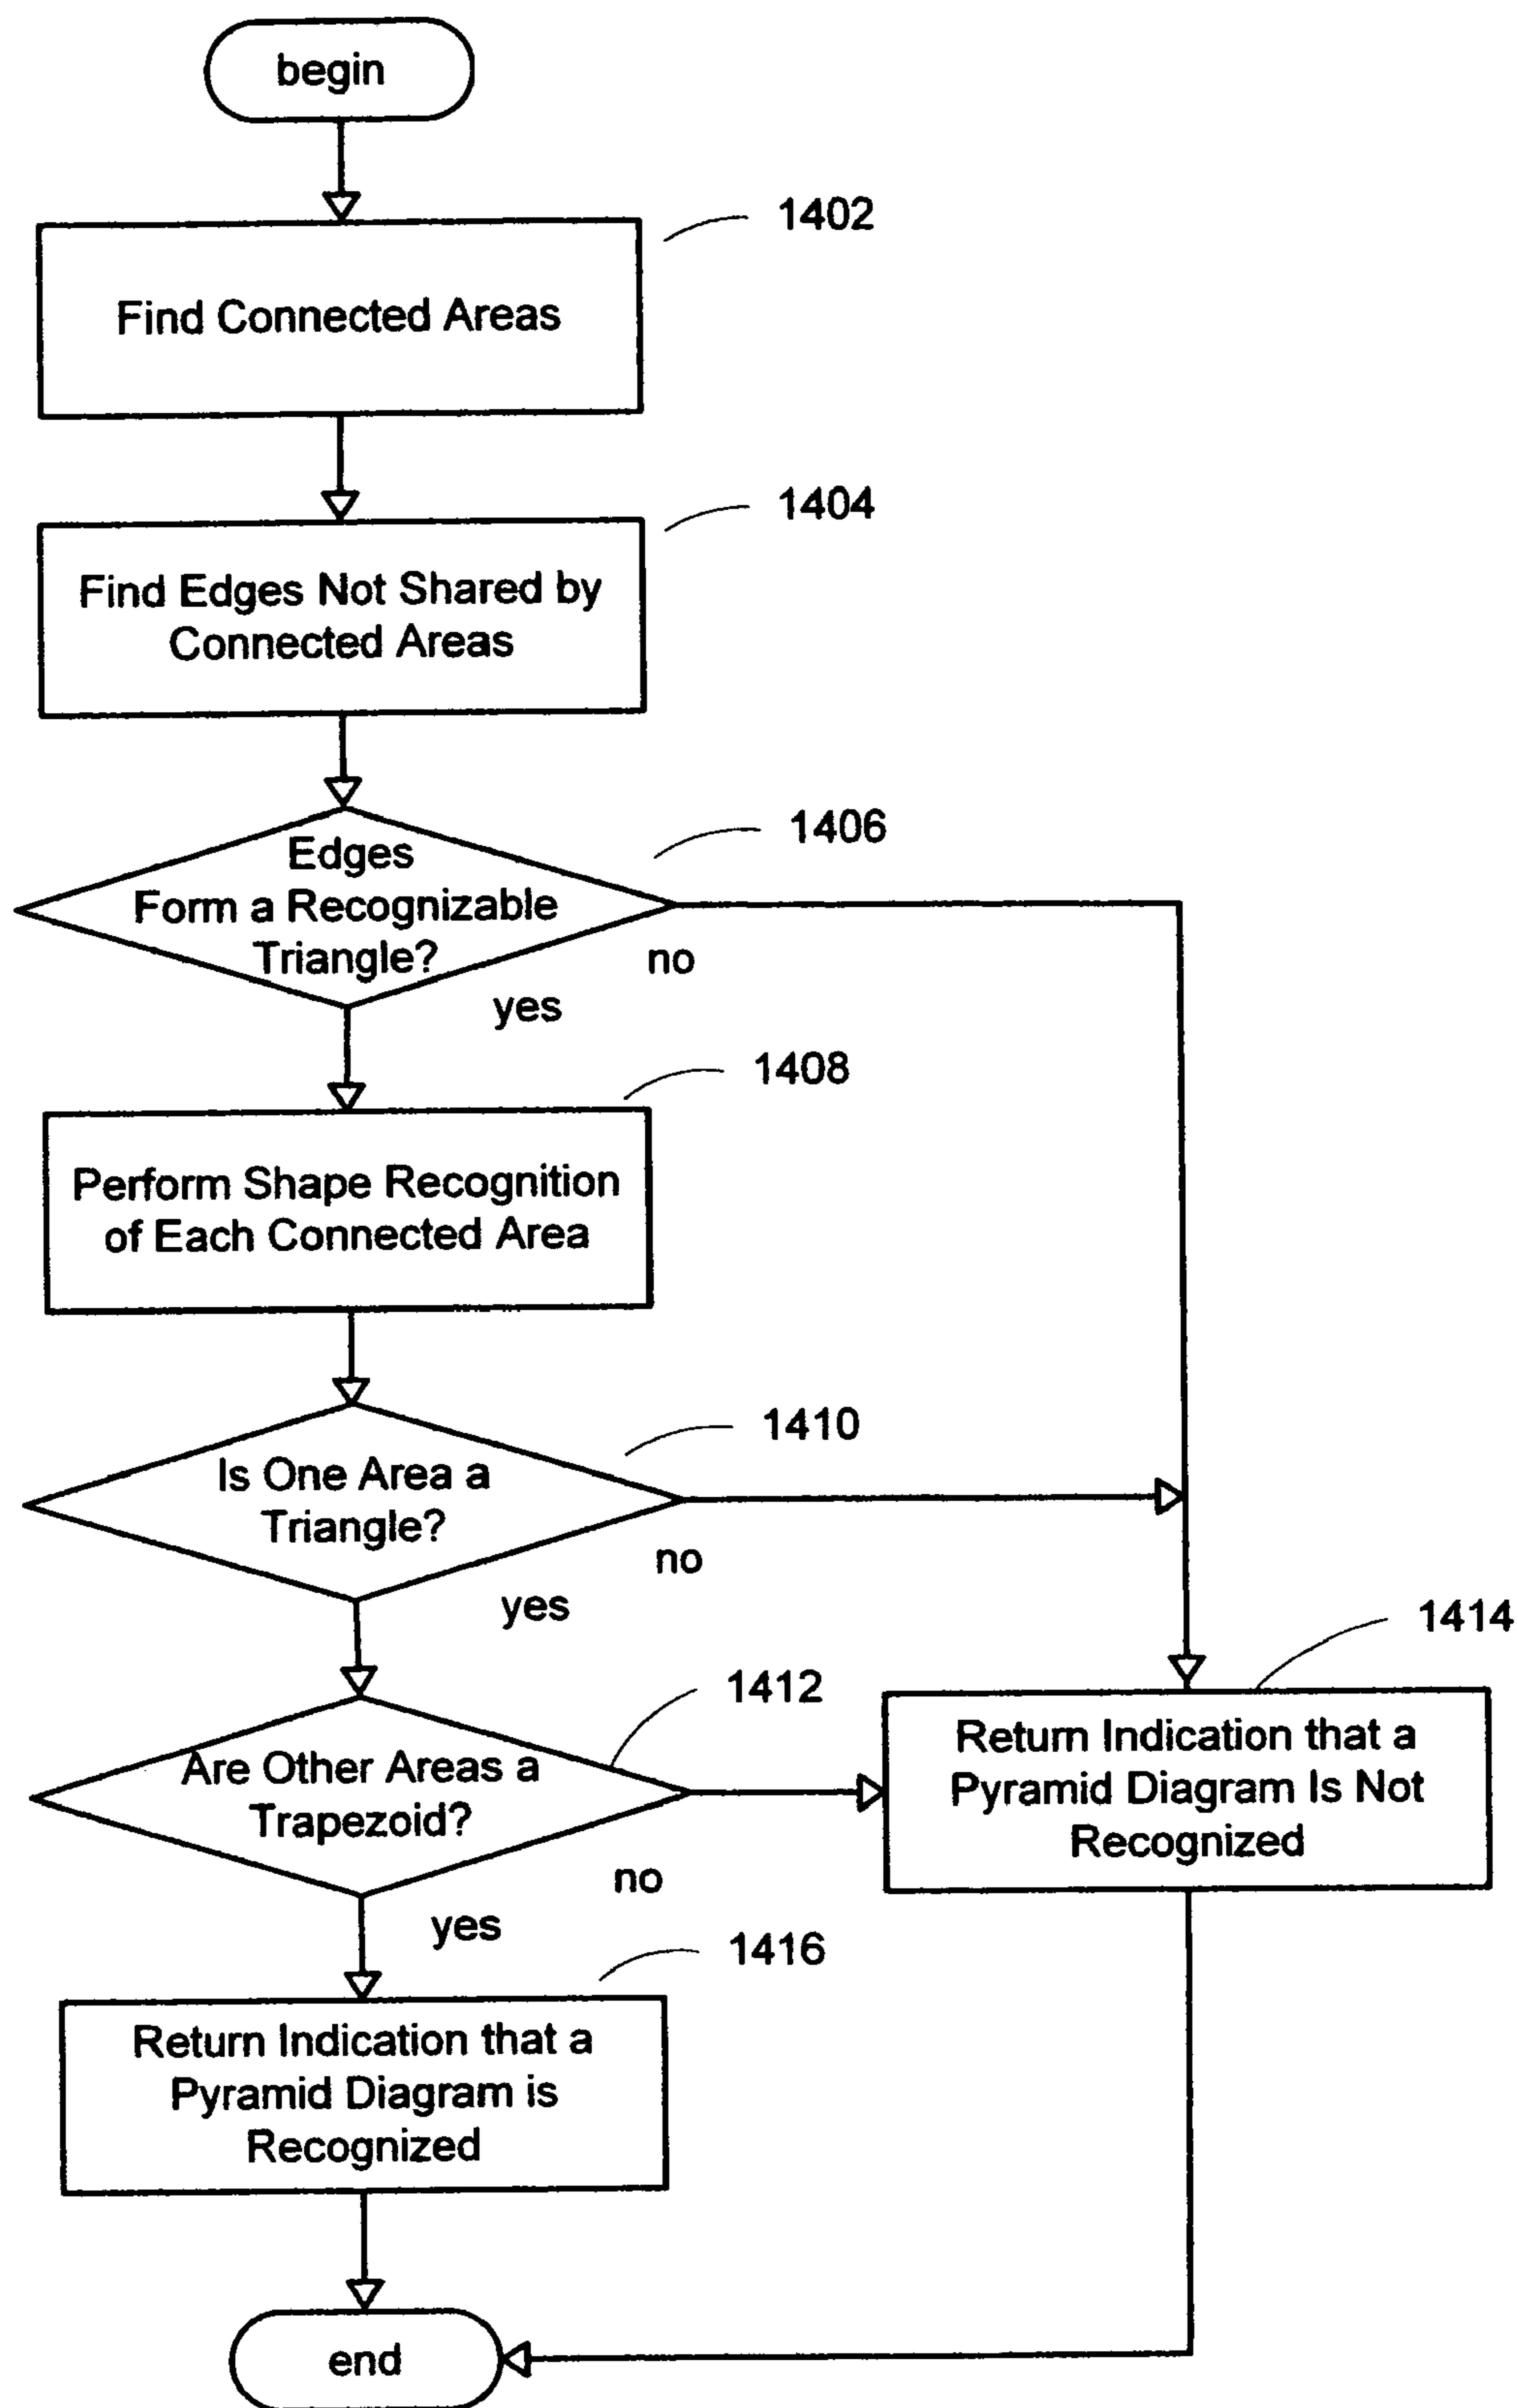 begin
1402
Find Connected Areas
1404
Find Edges Not Shared by
Connected Areas
1406
Edges
Form a Recognizable
Triangle?
no
yes
1408
Perform Shape Recognition
of Each Connected Area
1410
Is One Area a
Triangle?
no
yes
1412
Are Other Areas a
Trapezoid?
no
yes
1414
Return Indication that a
Pyramid Diagram Is Not
Recognized
1416
Return Indication that a
Pyramid Diagram is
Recognized
end